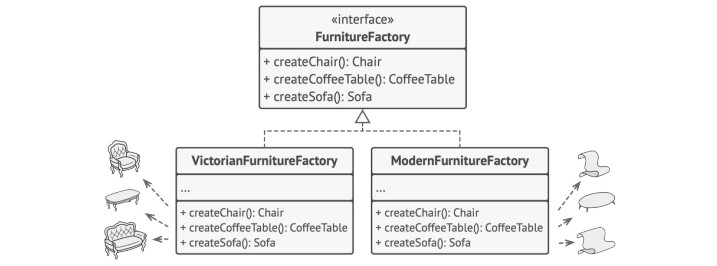 «interface»
FurnitureFactory
+ createChair(): Chair
+ createCoffeeTable(): CoffeeTable
+ createSofa(): Sofa
VictorianFurnitureFactory
...
+ createChair(): Chair
+ createCoffeeTable(): CoffeeTable
+ createSofa(): Sofa
ModernFurnitureFactory
...
+ createChair(): Chair
+ createCoffeeTable(): CoffeeTable
+ createSofa(): Sofa